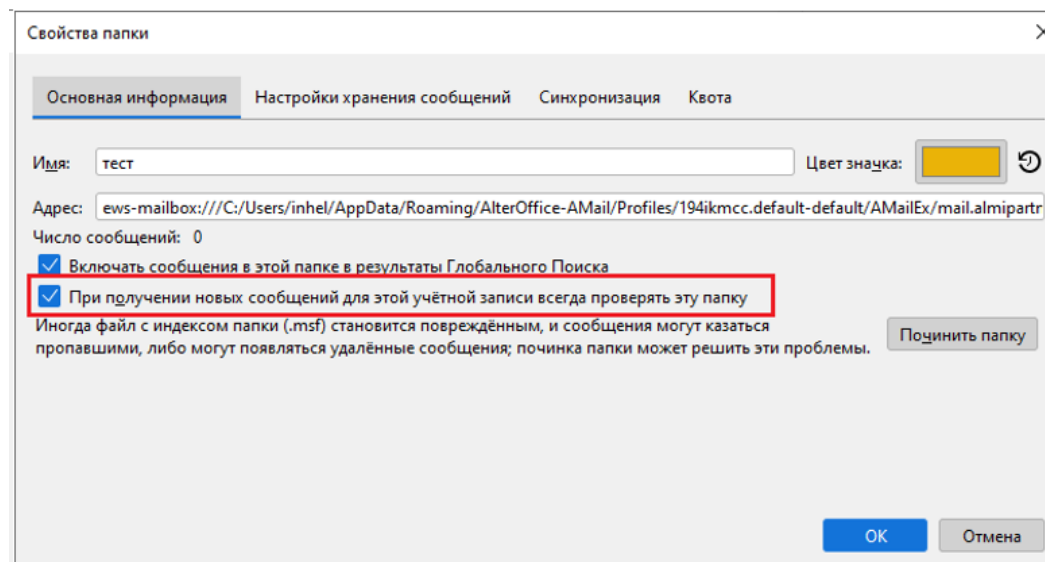 Свойства папки
Основная информация Настройки хранения сообщений Синхронизация Квота
Имя: тест Цвет значка:
Адрес: ews-mailbox:///C:/Users/inhel/AppData/Roaming/AlterOffice-AMail/Profiles/194ikmcc.default-default/AMailEx/mail.almipartr
Число сообщений: 0
Включать сообщения в этой папке в результаты Глобального Поиска
При получении новых сообщений для этой учётной записи всегда проверять эту папку
Иногда файл с индексом папки (.msf) становится повреждённым, и сообщения могут казаться
пропавшими, либо могут появляться удалённые сообщения; починка папки может решить эти проблемы.
Починить папку
ОК Отмена